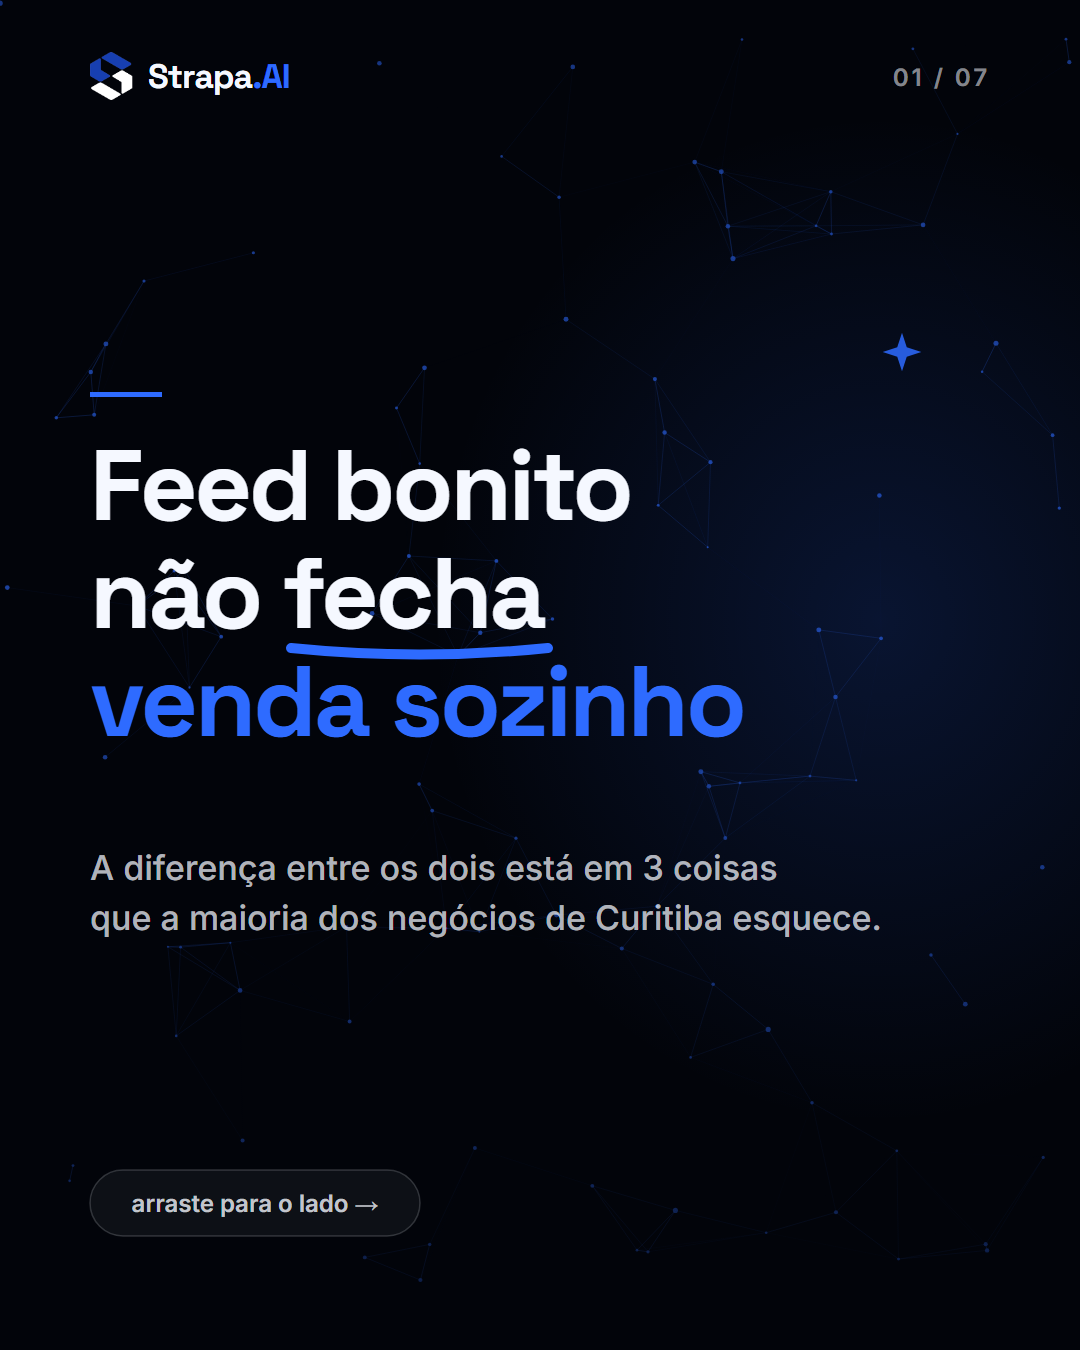 Strapa.AI
01 / 07
Feed bonito
não fecha
venda sozinho
A diferença entre os dois está em 3 coisas
que a maioria dos negócios de Curitiba esquece.
arraste para o lado →